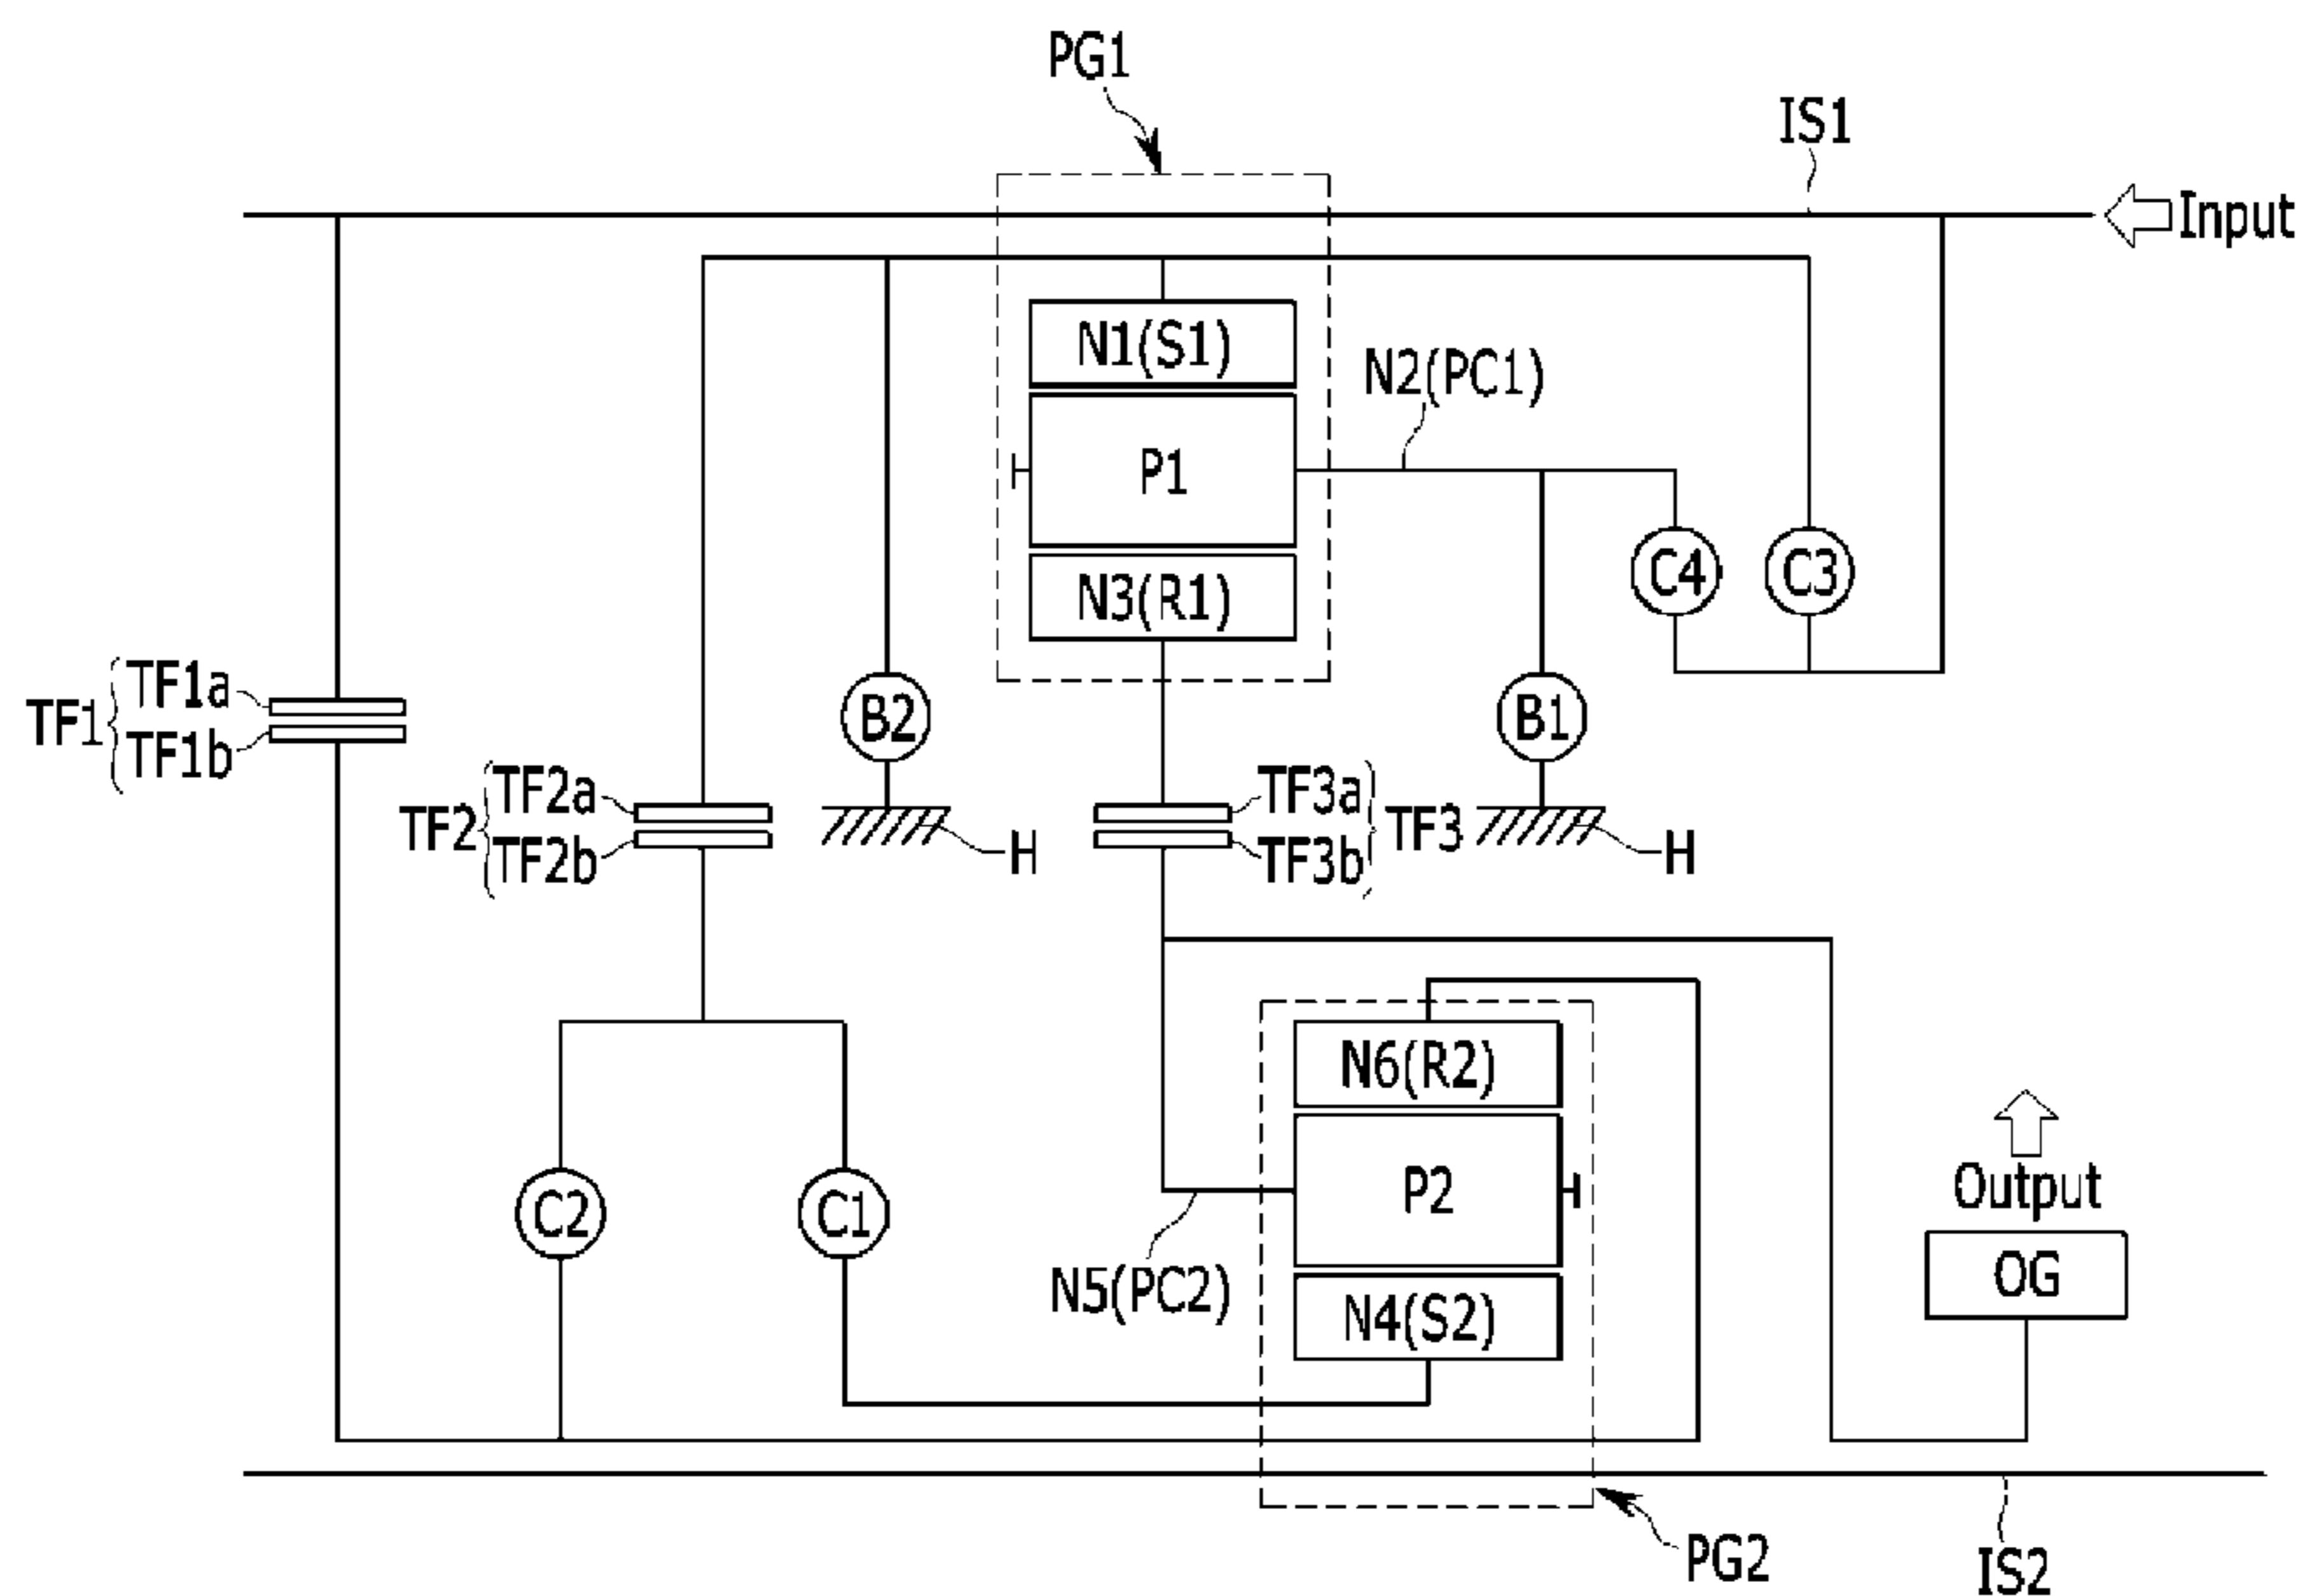 PG1
IS1
Input
N1(S1)
N2(PC1)
P1
C4
C3
N3(R1)
TF1
TF1a
TF1b
B2
B1
TF2
TF2a
TF2b
TF3a
TF3b
TF3
H
H
N6(R2)
P2
Output
C2
C1
N5(PC2)
N4(S2)
OG
PG2
IS2